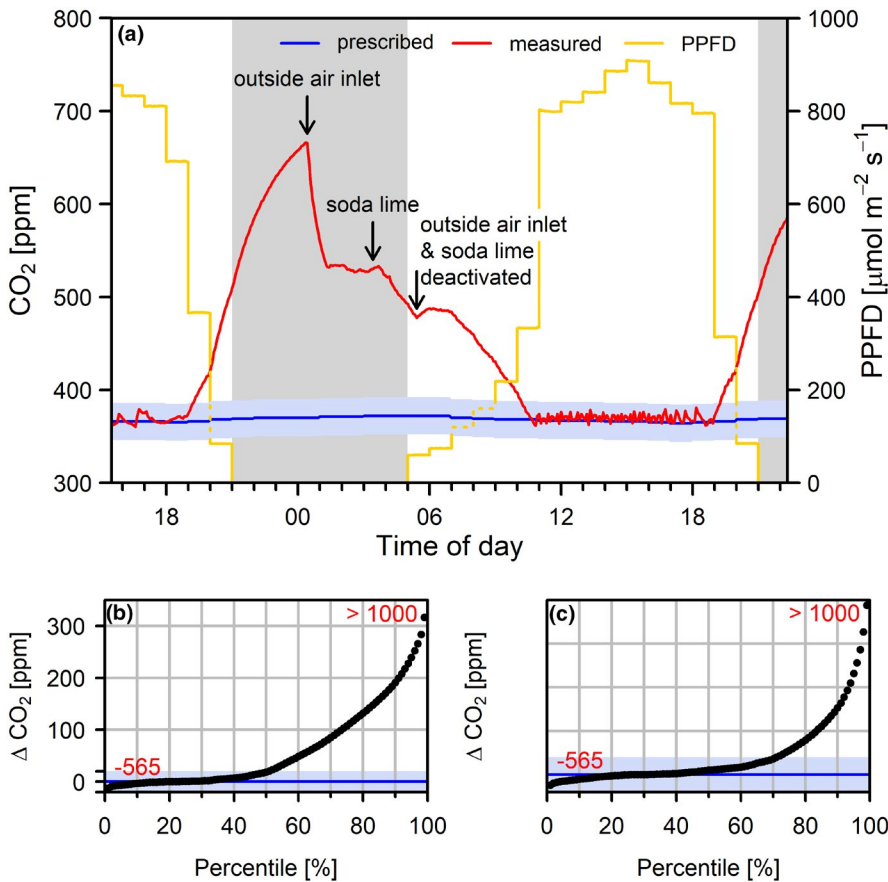 (a)
prescribed measured PPFD
outside air inlet
soda lime
outside air inlet
& soda lime
deactivated
CO₂ [ppm]
800
700
600
500
400
300
PPFD [µmol m⁻² s⁻¹]
1000
800
600
400
200
0
18 00 06 12 18
Time of day
(b)
> 1000
-565
Δ CO₂ [ppm]
300
200
100
0
0 20 40 60 80 100
Percentile [%]
(c)
> 1000
-565
Δ CO₂ [ppm]
0 20 40 60 80 100
Percentile [%]